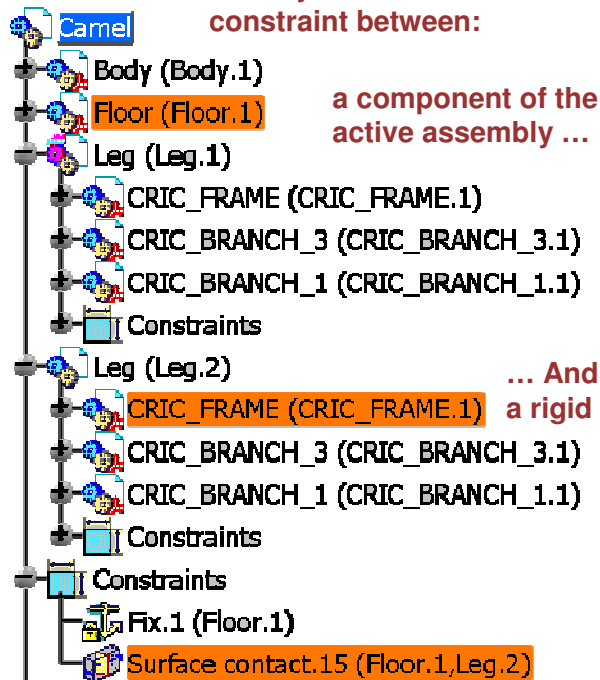 constraint between:
Camel
Body (Body.1)
Floor (Floor.1)
a component of the
active assembly …
Leg (Leg.1)
CRIC_FRAME (CRIC_FRAME.1)
CRIC_BRANCH_3 (CRIC_BRANCH_3.1)
CRIC_BRANCH_1 (CRIC_BRANCH_1.1)
Constraints
Leg (Leg.2)
… And
a rigid
CRIC_FRAME (CRIC_FRAME.1)
CRIC_BRANCH_3 (CRIC_BRANCH_3.1)
CRIC_BRANCH_1 (CRIC_BRANCH_1.1)
Constraints
Constraints
Fix.1 (Floor.1)
Surface contact.15 (Floor.1,Leg.2)